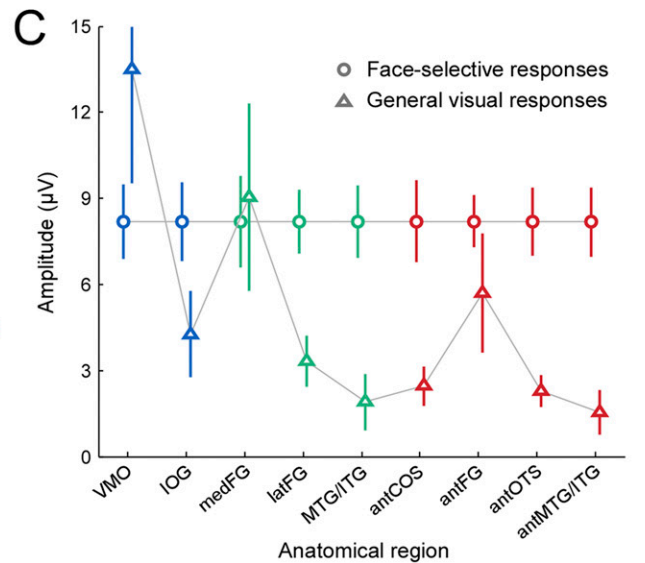 C
15
12
9
6
3
0
Amplitude (µV)
Face-selective responses
General visual responses
VMO
IOG
medFG
latFG
MTG/ITG
antCOS
antFG
antOTS
antMTG/ITG
Anatomical region